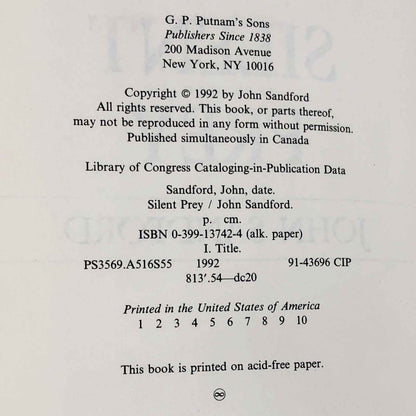 G. P. Putnam's Sons
Publishers Since 1838
200 Madison Avenue
New York, NY 10016
Copyright © 1992 by John Sandford
All rights reserved. This book, or parts thereof,
may not be reproduced in any form without permission.
Published simultaneously in Canada
Library of Congress Cataloging-in-Publication Data
Sandford, John, date.
Silent Prey / John Sandford.
p. cm.
ISBN 0-399-13742-4 (alk. paper)
I. Title.
PS3569.A516S55 1992 91-43696 CIP
813'.54—dc20
Printed in the United States of America
1 2 3 4 5 6 7 8 9 10
This book is printed on acid-free paper.